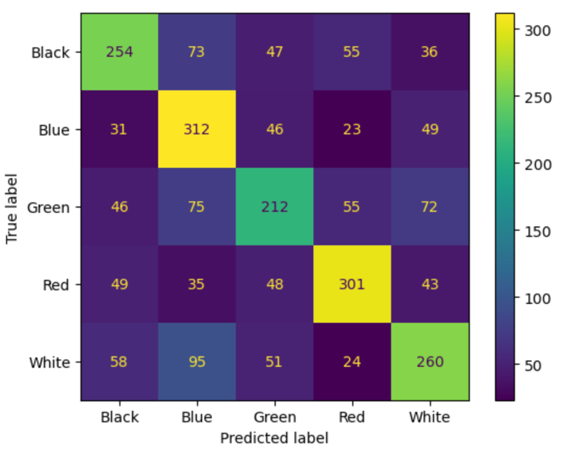 Black 254 73 47 55 36
Blue 31 312 46 23 49
Green 46 75 212 55 72
Red 49 35 48 301 43
White 58 95 51 24 260
Black Blue Green Red White
Predicted label
True label
300
250
200
150
100
50